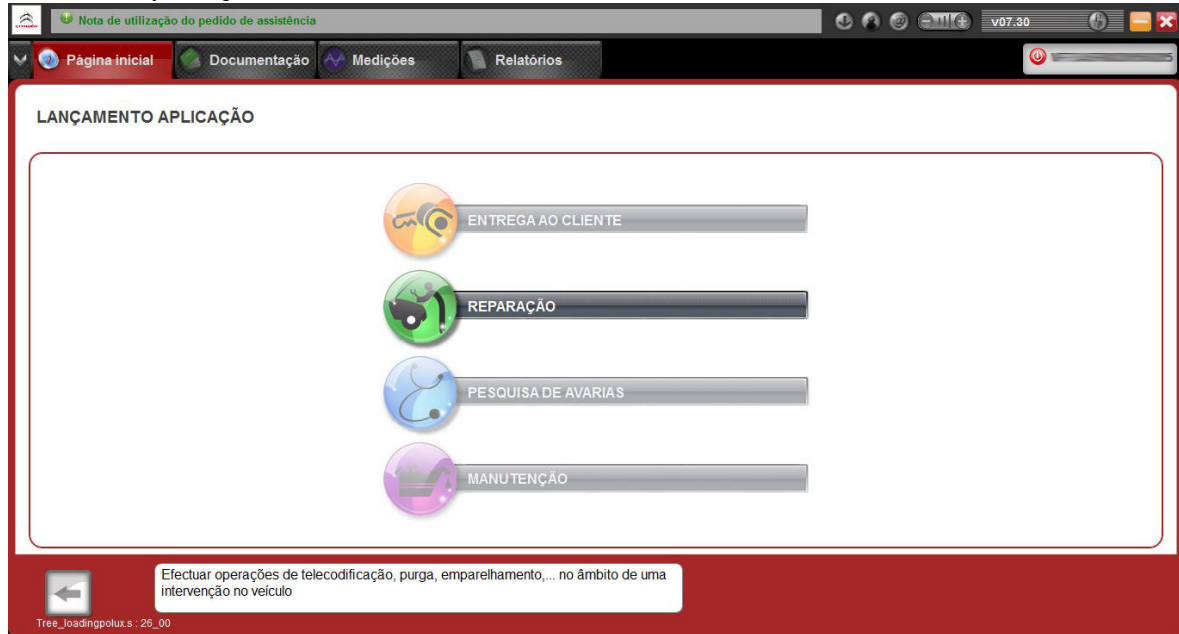 Nota de utilização do pedido de assistência
v07.30
Página inicial
Documentação
Medições
Relatórios
LANÇAMENTO APLICAÇÃO
ENTREGA AO CLIENTE
REPARAÇÃO
PESQUISA DE AVARIAS
MANUTENÇÃO
Efectuar operações de telecodificação, purga, emparelhamento,... no âmbito de uma
intervenção no veículo
Tree_loadingpolux.s : 26_00